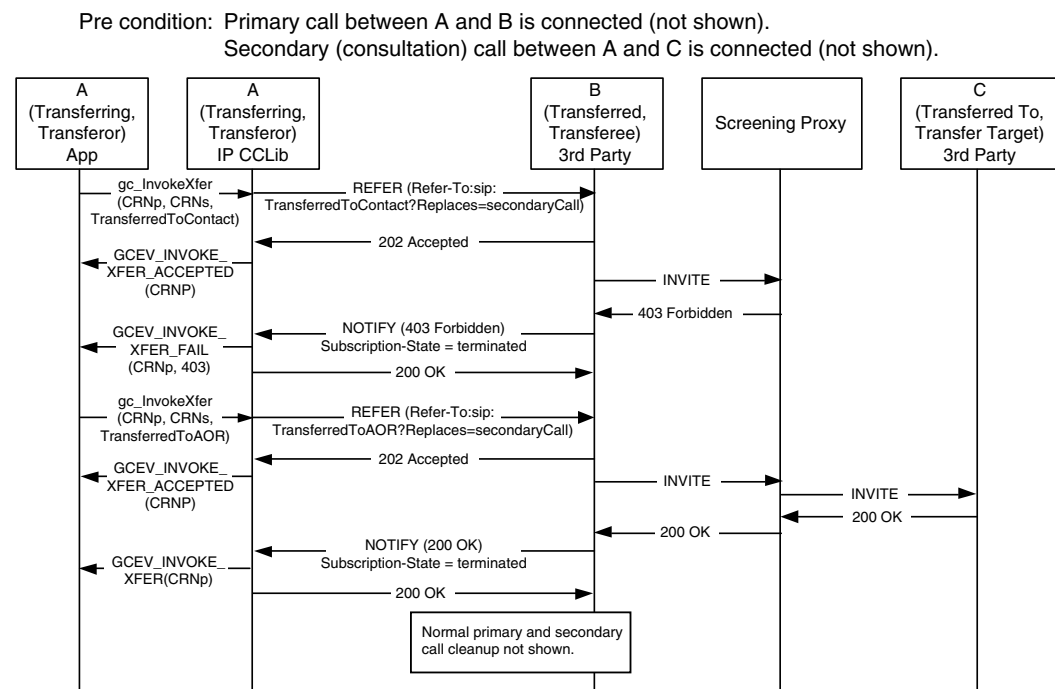 Pre condition: Primary call between A and B is connected (not shown).
Secondary (consultation) call between A and C is connected (not shown).
A
(Transferring,
Transferor)
App
A
(Transferring,
Transferor)
IP CCLib
B
(Transferred,
Transferee)
3rd Party
Screening Proxy
C
(Transferred To,
Transfer Target)
3rd Party
gc_InvokeXfer
(CRNp, CRNs,
TransferredToContact)
REFER (Refer-To:sip:
TransferredToContact?Replaces=secondaryCall)
202 Accepted
GCEV_INVOKE_
XFER_ACCEPTED
(CRNP)
INVITE
403 Forbidden
NOTIFY (403 Forbidden)
Subscription-State = terminated
GCEV_INVOKE_
XFER_FAIL
(CRNp, 403)
200 OK
gc_InvokeXfer
(CRNp, CRNs,
TransferredToAOR)
REFER (Refer-To:sip:
TransferredToAOR?Replaces=secondaryCall)
202 Accepted
GCEV_INVOKE_
XFER_ACCEPTED
(CRNP)
INVITE
INVITE
200 OK
200 OK
NOTIFY (200 OK)
Subscription-State = terminated
GCEV_INVOKE_
XFER(CRNp)
200 OK
Normal primary and secondary
call cleanup not shown.